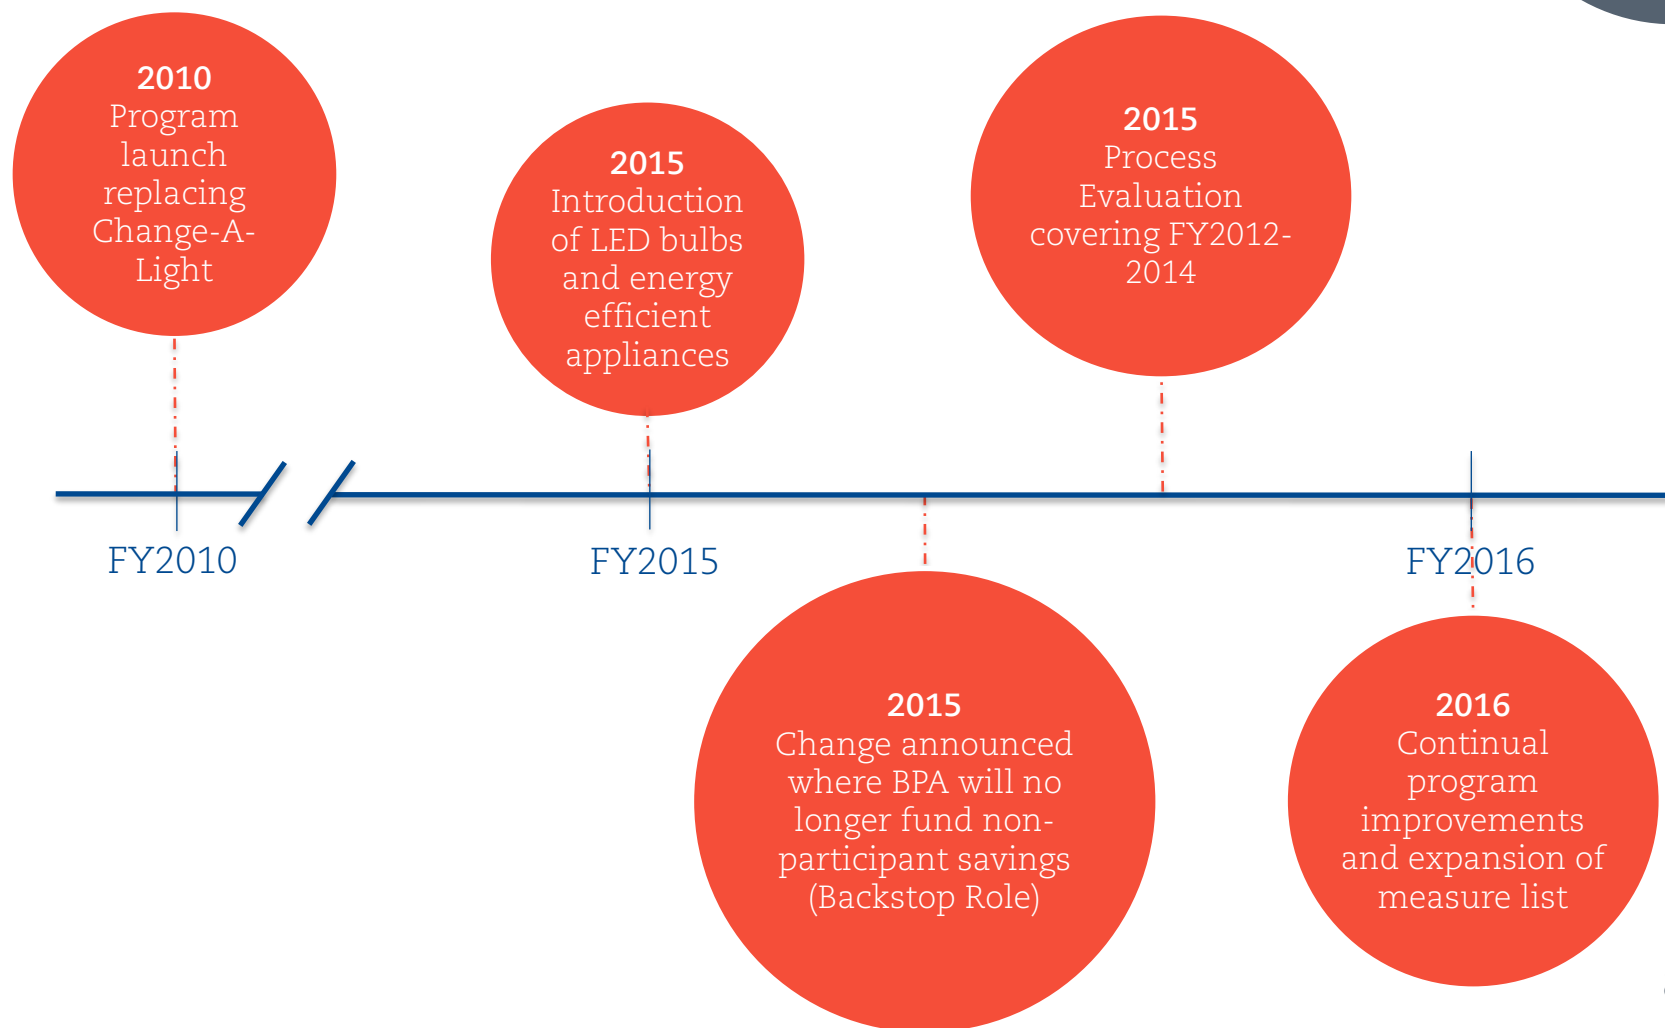 2010
Program
launch
replacing
Change-A-
Light
2015
Introduction
of LED bulbs
and energy
efficient
appliances
2015
Process
Evaluation
covering FY2012-
2014
FY2010
FY2015
FY2016
2015
Change announced
where BPA will no
longer fund non-
participant savings
(Backstop Role)
2016
Continual
program
improvements
and expansion of
measure list